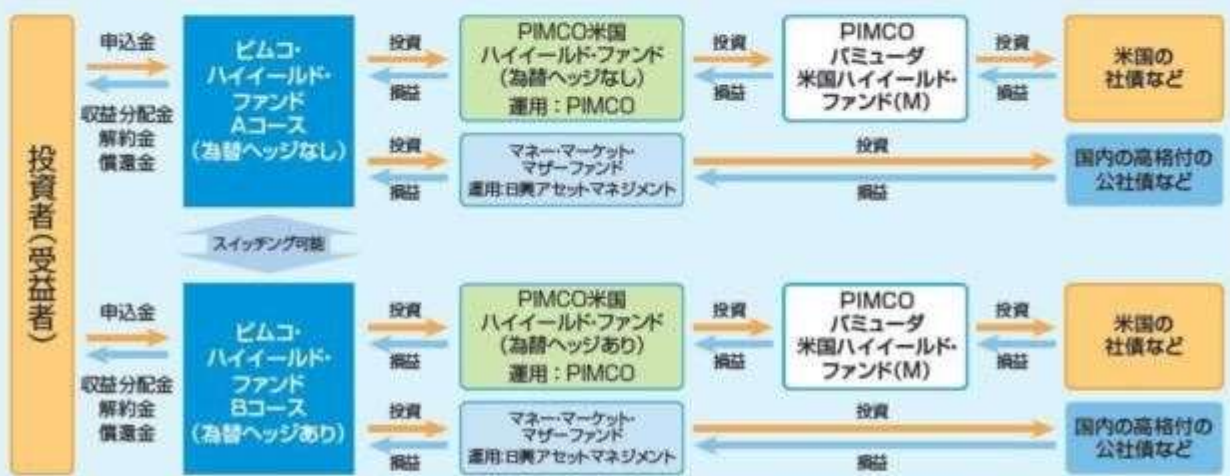 投資者(受益者)
申込金
収益分配金
解約金
償還金
ピムコ・
ハイイールド・
ファンド
Aコース
(為替ヘッジなし)
投資
損益
PIMCO米国
ハイイールド・ファンド
(為替ヘッジなし)
運用：PIMCO
投資
損益
PIMCO
バミューダ
米国ハイイールド・
ファンド(M)
投資
損益
米国の
社債など
投資
損益
マネー・マーケット・
マザーファンド
運用:日興アセットマネジメント
投資
損益
国内の高格付の
公社債など
スイッチング可能
申込金
収益分配金
解約金
償還金
ピムコ・
ハイイールド・
ファンド
Bコース
(為替ヘッジあり)
投資
損益
PIMCO米国
ハイイールド・ファンド
(為替ヘッジあり)
運用：PIMCO
投資
損益
PIMCO
バミューダ
米国ハイイールド・
ファンド(M)
投資
損益
米国の
社債など
投資
損益
マネー・マーケット・
マザーファンド
運用:日興アセットマネジメント
投資
損益
国内の高格付の
公社債など